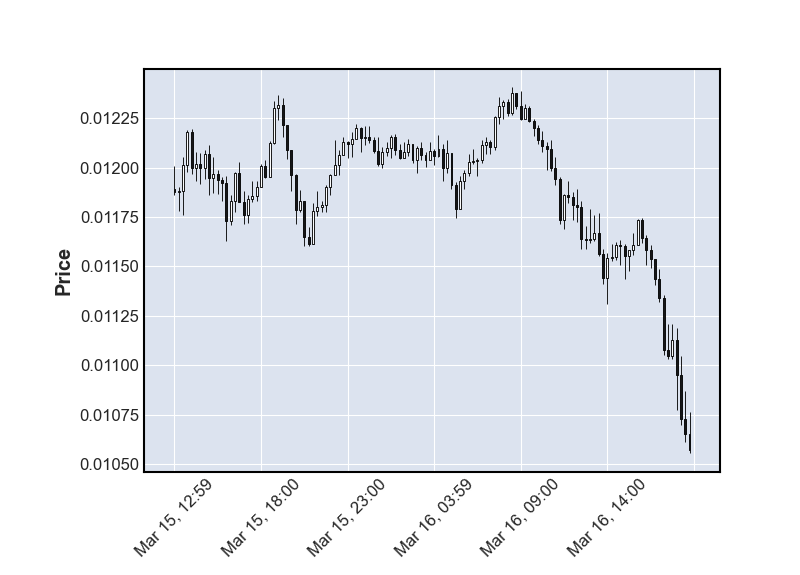 0.01225
0.01200
0.01175
0.01150
0.01125
0.01100
0.01075
0.01050
Price
Mar 15, 12:59
Mar 15, 18:00
Mar 15, 23:00
Mar 16, 03:59
Mar 16, 09:00
Mar 16, 14:00